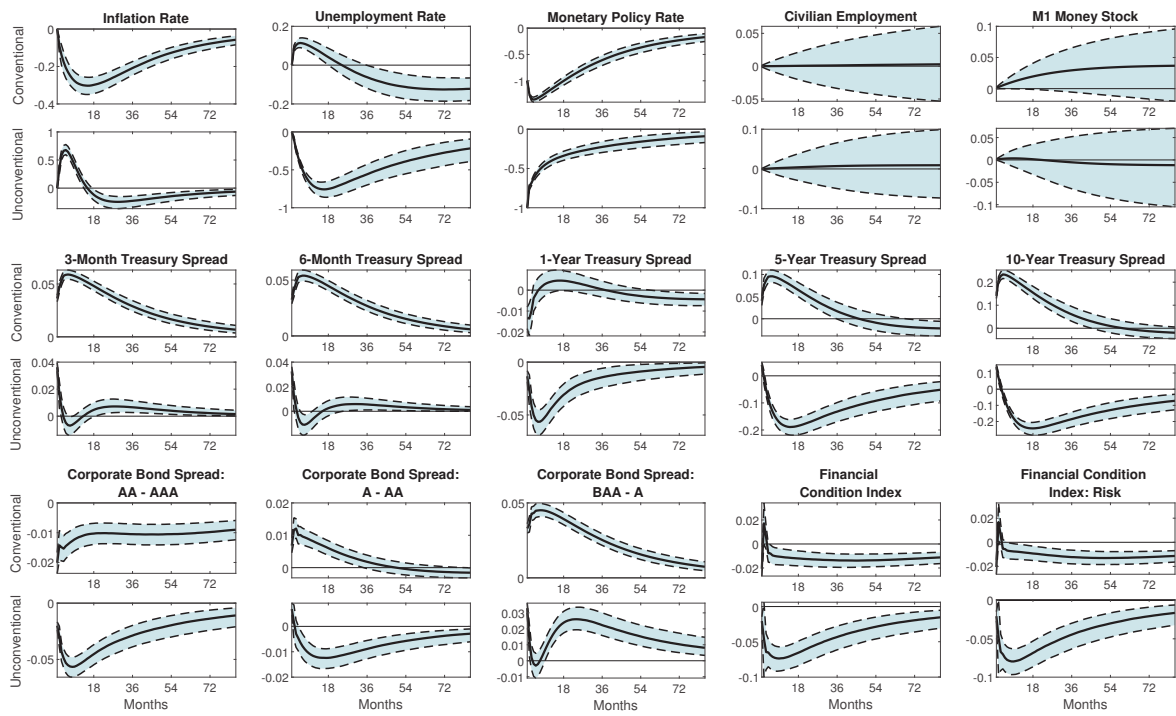 Inflation Rate
Unemployment Rate
Monetary Policy Rate
Civilian Employment
M1 Money Stock
Conventional
0
-0.2
-0.4
18 36 54 72
0.2
0
-0.2
18 36 54 72
0
-0.5
-1
18 36 54 72
0.05
0
-0.05
18 36 54 72
0.1
0.05
0
18 36 54 72
Unconventional
1
0.5
0
18 36 54 72
0
-0.5
-1
18 36 54 72
0
-0.5
-1
18 36 54 72
0.1
0
-0.1
18 36 54 72
0.05
0
-0.05
-0.1
18 36 54 72
3-Month Treasury Spread
6-Month Treasury Spread
1-Year Treasury Spread
5-Year Treasury Spread
10-Year Treasury Spread
Conventional
0.05
0
18 36 54 72
0.05
0
18 36 54 72
0
-0.01
-0.02
18 36 54 72
0.1
0.05
0
18 36 54 72
0.2
0.1
0
18 36 54 72
Unconventional
0.04
0.02
0
18 36 54 72
0.04
0.02
0
18 36 54 72
0
-0.05
18 36 54 72
0
-0.1
-0.2
18 36 54 72
0.1
0
-0.1
-0.2
18 36 54 72
Corporate Bond Spread:
AA - AAA
Corporate Bond Spread:
A - AA
Corporate Bond Spread:
BAA - A
Financial
Condition Index
Financial Condition
Index: Risk
Conventional
0
-0.01
-0.02
18 36 54 72
0.02
0.01
0
18 36 54 72
0.05
0
18 36 54 72
0.02
0
-0.02
18 36 54 72
0.02
0
-0.02
18 36 54 72
Unconventional
0
-0.05
18 36 54 72
Months
0
-0.01
-0.02
18 36 54 72
Months
0.03
0.02
0.01
0
-0.01
18 36 54 72
Months
0
-0.05
-0.1
18 36 54 72
Months
0
-0.05
-0.1
18 36 54 72
Months